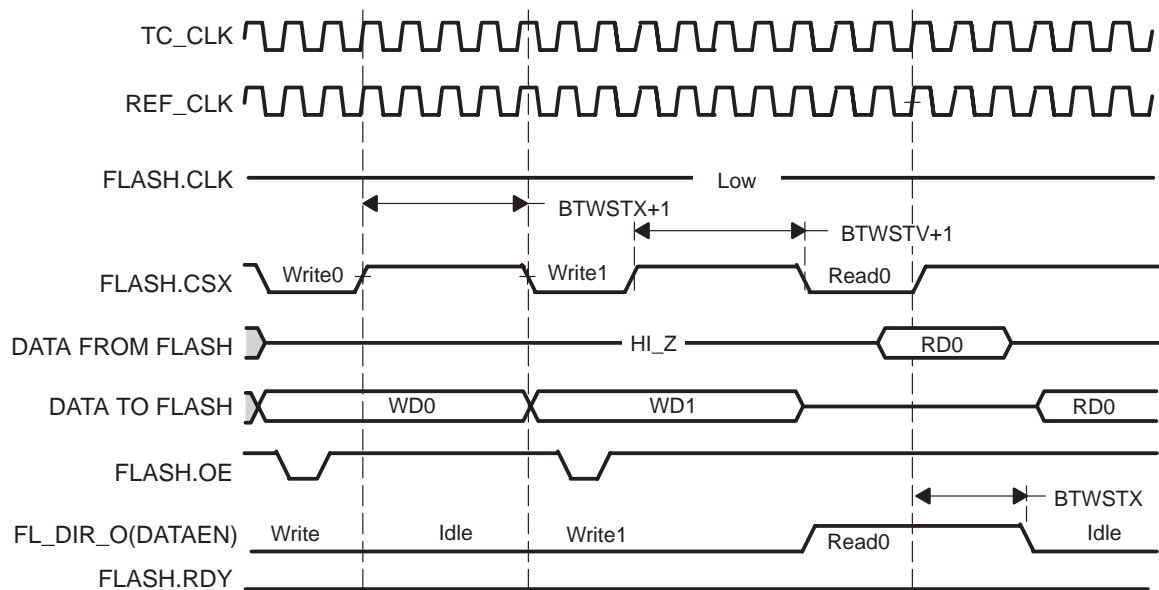 TC_CLK
REF_CLK
FLASH.CLK Low
BTWSTX+1
BTWSTV+1
FLASH.CSX Write0 Write1 Read0
DATA FROM FLASH HI_Z RD0
DATA TO FLASH WD0 WD1 RD0
FLASH.OE
BTWSTX
FL_DIR_O(DATAEN) Write Idle Write1 Read0 Idle
FLASH.RDY